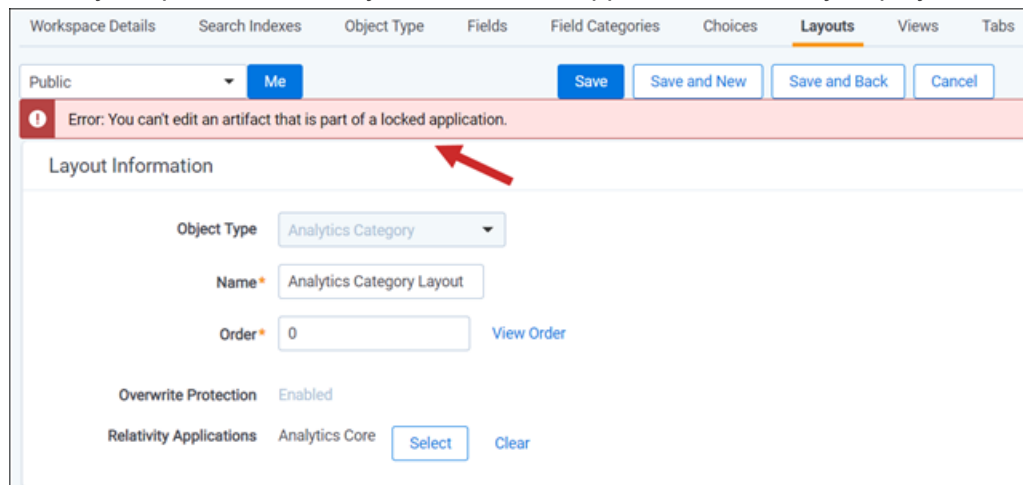 Workspace Details Search Indexes Object Type Fields Field Categories Choices Layouts Views Tabs
Public Me Save Save and New Save and Back Cancel
Error: You can't edit an artifact that is part of a locked application.
Layout Information
Object Type Analytics Category
Name* Analytics Category Layout
Order* 0 View Order
Overwrite Protection Enabled
Relativity Applications Analytics Core Select Clear